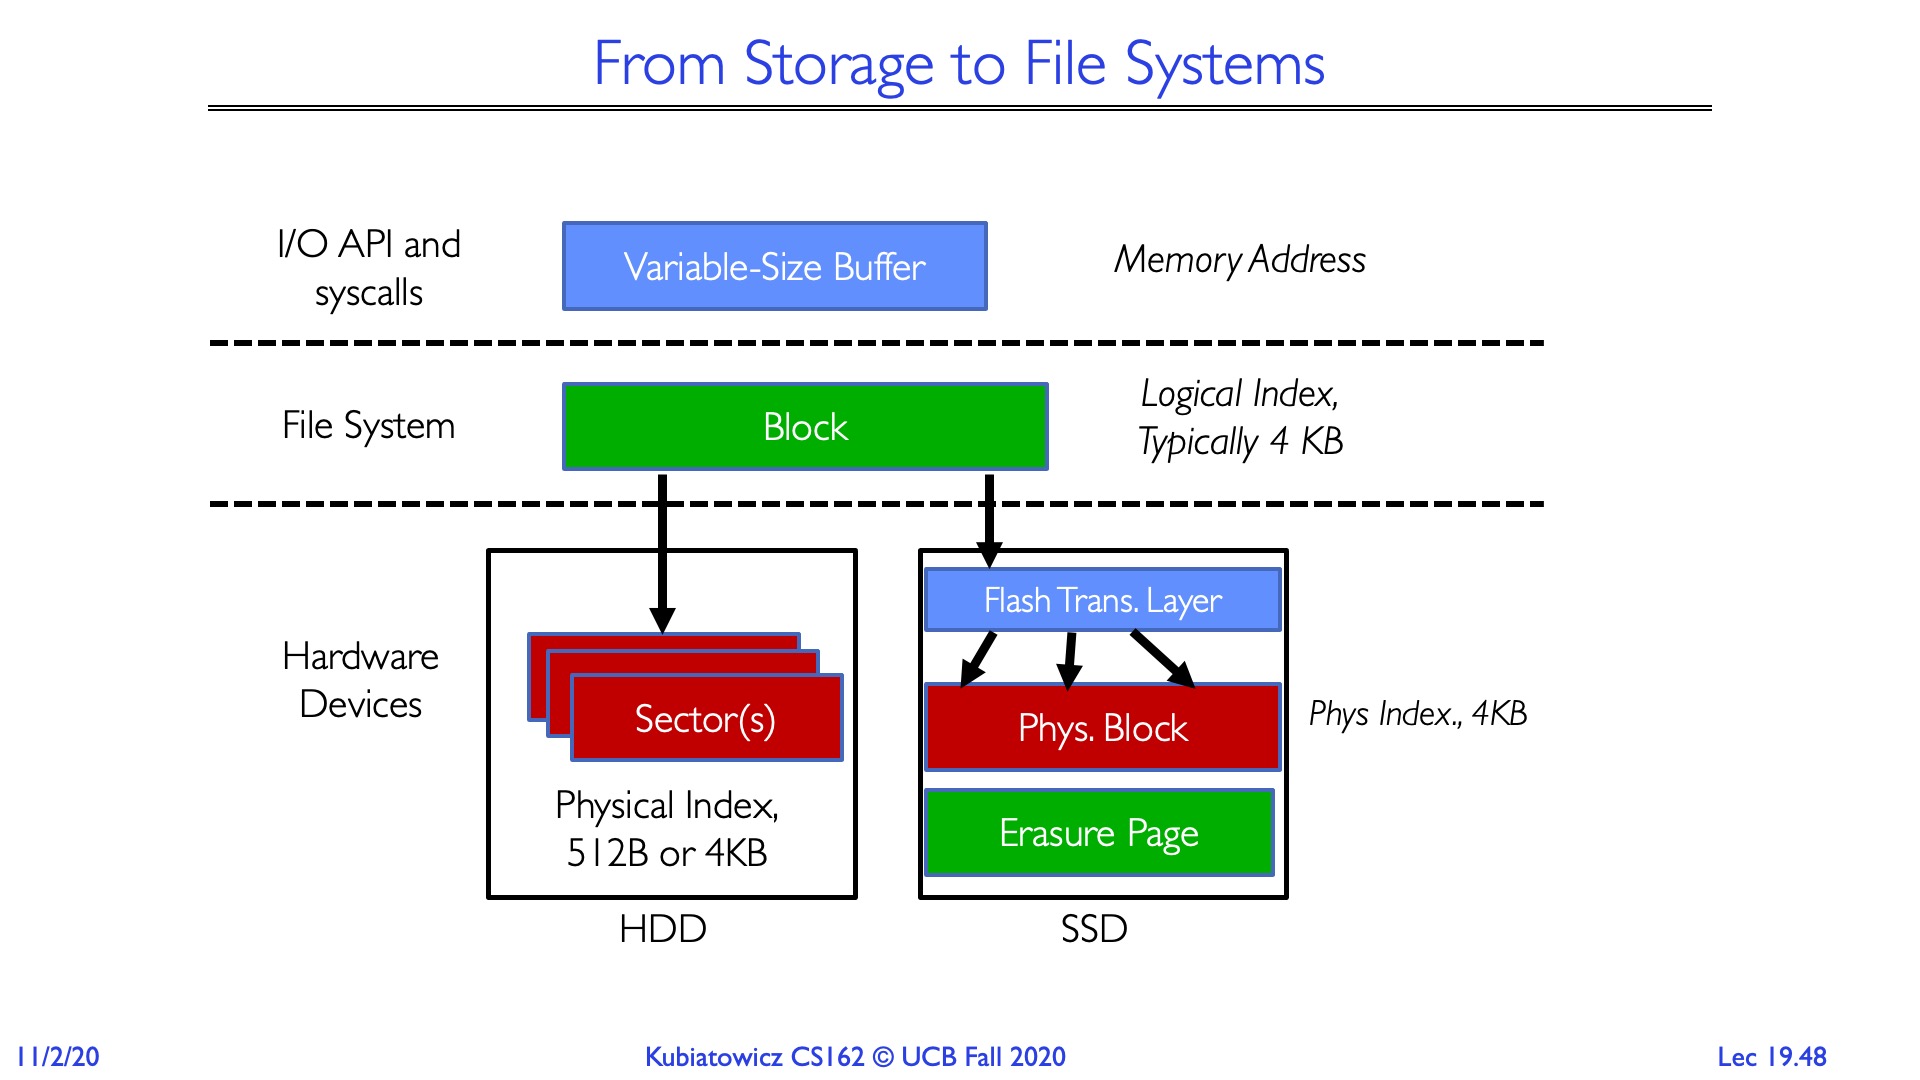 From Storage to File Systems
I/O API and
syscalls
Variable-Size Buffer
Memory Address
File System
Block
Logical Index,
Typically 4 KB
Hardware
Devices
Sector(s)
Physical Index,
512B or 4KB
HDD
Flash Trans. Layer
Phys. Block
Erasure Page
SSD
Phys Index., 4KB
11/2/20
Kubiatowicz CS162 © UCB Fall 2020
Lec 19.48